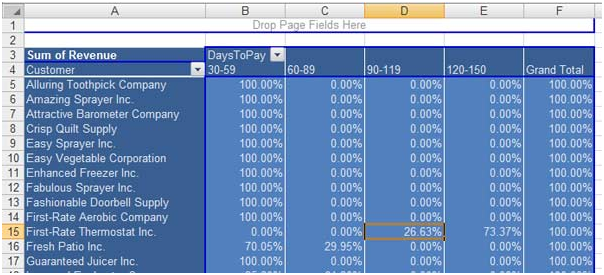 A B C D E F
1 Drop Page Fields Here
2
3 Sum of Revenue DaysToPay
4 Customer 30-59 60-89 90-119 120-150 Grand Total
5 Alluring Toothpick Company 100.00% 0.00% 0.00% 0.00% 100.00%
6 Amazing Sprayer Inc. 100.00% 0.00% 0.00% 0.00% 100.00%
7 Attractive Barometer Company 100.00% 0.00% 0.00% 0.00% 100.00%
8 Crisp Quilt Supply 100.00% 0.00% 0.00% 0.00% 100.00%
9 Easy Sprayer Inc. 100.00% 0.00% 0.00% 0.00% 100.00%
10 Easy Vegetable Corporation 100.00% 0.00% 0.00% 0.00% 100.00%
11 Enhanced Freezer Inc. 100.00% 0.00% 0.00% 0.00% 100.00%
12 Fabulous Sprayer Inc. 100.00% 0.00% 0.00% 0.00% 100.00%
13 Fashionable Doorbell Supply 100.00% 0.00% 0.00% 0.00% 100.00%
14 First-Rate Aerobic Company 100.00% 0.00% 0.00% 0.00% 100.00%
15 First-Rate Thermostat Inc. 0.00% 0.00% 26.63% 73.37% 100.00%
16 Fresh Patio Inc. 70.05% 29.95% 0.00% 0.00% 100.00%
17 Guaranteed Juicer Inc. 100.00% 0.00% 0.00% 0.00% 100.00%